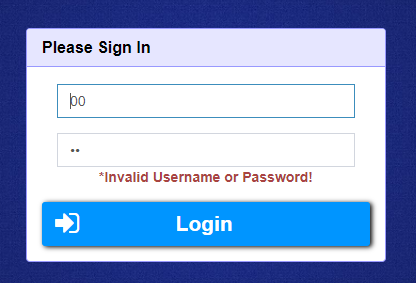 Please Sign In
00
••
*Invalid Username or Password!
Login